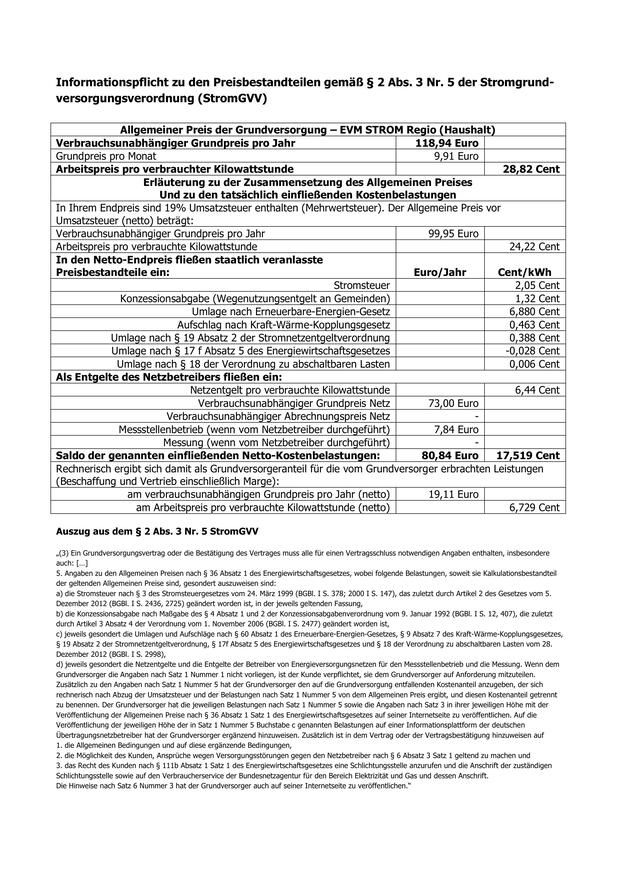 Informationspflicht zu den Preisbestandteilen gemäß § 2 Abs. 3 Nr. 5 der Stromgrund-
versorgungsverordnung (StromGVV)
Allgemeiner Preis der Grundversorgung – EVM STROM Regio (Haushalt)
Verbrauchsunabhängiger Grundpreis pro Jahr 118,94 Euro
Grundpreis pro Monat 9,91 Euro
Arbeitspreis pro verbrauchter Kilowattstunde 28,82 Cent
Erläuterung zu der Zusammensetzung des Allgemeinen Preises
Und zu den tatsächlich einfließenden Kostenbelastungen
In Ihrem Endpreis sind 19% Umsatzsteuer enthalten (Mehrwertsteuer). Der Allgemeine Preis vor
Umsatzsteuer (netto) beträgt:
Verbrauchsunabhängiger Grundpreis pro Jahr 99,95 Euro
Arbeitspreis pro verbrauchte Kilowattstunde 24,22 Cent
In den Netto-Endpreis fließen staatlich veranlasste
Preisbestandteile ein: Euro/Jahr Cent/kWh
Stromsteuer 2,05 Cent
Konzessionsabgabe (Wegenutzungsentgelt an Gemeinden) 1,32 Cent
Umlage nach Erneuerbare-Energien-Gesetz 6,880 Cent
Aufschlag nach Kraft-Wärme-Kopplungsgesetz 0,463 Cent
Umlage nach § 19 Absatz 2 der Stromnetzentgeltverordnung 0,388 Cent
Umlage nach § 17 f Absatz 5 des Energiewirtschaftsgesetzes -0,028 Cent
Umlage nach § 18 der Verordnung zu abschaltbaren Lasten 0,006 Cent
Als Entgelte des Netzbetreibers fließen ein:
Netzentgelt pro verbrauchte Kilowattstunde 6,44 Cent
Verbrauchsunabhängiger Grundpreis Netz 73,00 Euro
Verbrauchsunabhängiger Abrechnungspreis Netz -
Messstellenbetrieb (wenn vom Netzbetreiber durchgeführt) 7,84 Euro
Messung (wenn vom Netzbetreiber durchgeführt) -
Saldo der genannten einfließenden Netto-Kostenbelastungen: 80,84 Euro 17,519 Cent
Rechnerisch ergibt sich damit als Grundversorgeranteil für die vom Grundversorger erbrachten Leistungen
(Beschaffung und Vertrieb einschließlich Marge):
am verbrauchsunabhängigen Grundpreis pro Jahr (netto) 19,11 Euro
am Arbeitspreis pro verbrauchte Kilowattstunde (netto) 6,729 Cent
Auszug aus dem § 2 Abs. 3 Nr. 5 StromGVV
„(3) Ein Grundversorgungsvertrag oder die Bestätigung des Vertrages muss alle für einen Vertragsschluss notwendigen Angaben enthalten, insbesondere
auch: […]
5. Angaben zu den Allgemeinen Preisen nach § 36 Absatz 1 des Energiewirtschaftsgesetzes, wobei folgende Belastungen, soweit sie Kalkulationsbestandteil
der geltenden Allgemeinen Preise sind, gesondert auszuweisen sind:
a) die Stromsteuer nach § 3 des Stromsteuergesetzes vom 24. März 1999 (BGBl. I S. 378; 2000 I S. 147), das zuletzt durch Artikel 2 des Gesetzes vom 5.
Dezember 2012 (BGBl. I S. 2436, 2725) geändert worden ist, in der jeweils geltenden Fassung,
b) die Konzessionsabgabe nach Maßgabe des § 4 Absatz 1 und 2 der Konzessionsabgabenverordnung vom 9. Januar 1992 (BGBl. I S. 12, 407), die zuletzt
durch Artikel 3 Absatz 4 der Verordnung vom 1. November 2006 (BGBl. I S. 2477) geändert worden ist,
c) jeweils gesondert die Umlagen und Aufschläge nach § 60 Absatz 1 des Erneuerbare-Energien-Gesetzes, § 9 Absatz 7 des Kraft-Wärme-Kopplungsgesetzes,
§ 19 Absatz 2 der Stromnetzentgeltverordnung, § 17f Absatz 5 des Energiewirtschaftsgesetzes und § 18 der Verordnung zu abschaltbaren Lasten vom 28.
Dezember 2012 (BGBl. I S. 2998),
d) jeweils gesondert die Netzentgelte und die Entgelte der Betreiber von Energieversorgungsnetzen für den Messstellenbetrieb und die Messung. Wenn dem
Grundversorger die Angaben nach Satz 1 Nummer 1 nicht vorliegen, ist der Kunde verpflichtet, sie dem Grundversorger auf Anforderung mitzuteilen.
Zusätzlich zu den Angaben nach Satz 1 Nummer 5 hat der Grundversorger den auf die Grundversorgung entfallenden Kostenanteil anzugeben, der sich
rechnerisch nach Abzug der Umsatzsteuer und der Belastungen nach Satz 1 Nummer 5 von dem Allgemeinen Preis ergibt, und diesen Kostenanteil getrennt
zu benennen. Der Grundversorger hat die jeweiligen Belastungen nach Satz 1 Nummer 5 sowie die Angaben nach Satz 3 in ihrer jeweiligen Höhe mit der
Veröffentlichung der Allgemeinen Preise nach § 36 Absatz 1 Satz 1 des Energiewirtschaftsgesetzes auf seiner Internetseite zu veröffentlichen. Auf die
Veröffentlichung der jeweiligen Höhe der in Satz 1 Nummer 5 Buchstabe c genannten Belastungen auf einer Informationsplattform der deutschen
Übertragungsnetzbetreiber hat der Grundversorger ergänzend hinzuweisen. Zusätzlich ist in dem Vertrag oder der Vertragsbestätigung hinzuweisen auf
1. die Allgemeinen Bedingungen und auf diese ergänzende Bedingungen,
2. die Möglichkeit des Kunden, Ansprüche wegen Versorgungsstörungen gegen den Netzbetreiber nach § 6 Absatz 3 Satz 1 geltend zu machen und
3. das Recht des Kunden nach § 111b Absatz 1 Satz 1 des Energiewirtschaftsgesetzes eine Schlichtungsstelle anzurufen und die Anschrift der zuständigen
Schlichtungsstelle sowie auf den Verbraucherservice der Bundesnetzagentur für den Bereich Elektrizität und Gas und dessen Anschrift.
Die Hinweise nach Satz 6 Nummer 3 hat der Grundversorger auch auf seiner Internetseite zu veröffentlichen."